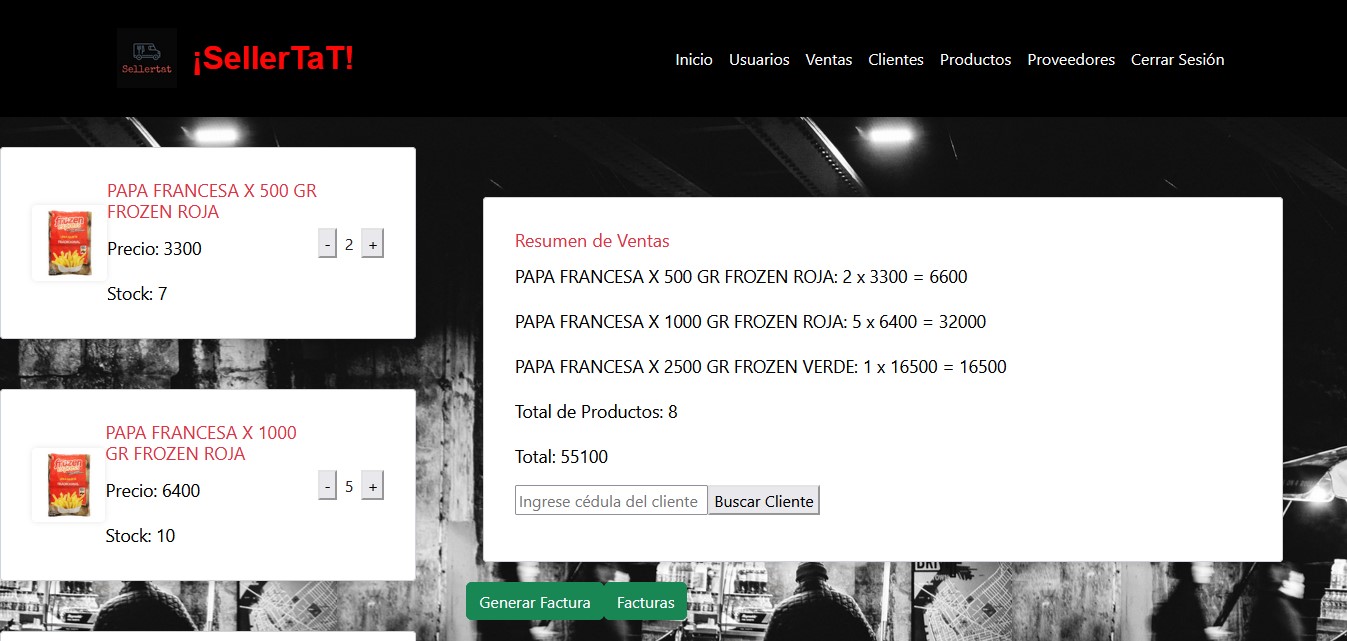 Sellertat
¡SellerTaT!
Inicio Usuarios Ventas Clientes Productos Proveedores Cerrar Sesión
PAPA FRANCESA X 500 GR
FROZEN ROJA
Precio: 3300
- 2 +
Stock: 7
PAPA FRANCESA X 1000
GR FROZEN ROJA
Precio: 6400
- 5 +
Stock: 10
Resumen de Ventas
PAPA FRANCESA X 500 GR FROZEN ROJA: 2 x 3300 = 6600
PAPA FRANCESA X 1000 GR FROZEN ROJA: 5 x 6400 = 32000
PAPA FRANCESA X 2500 GR FROZEN VERDE: 1 x 16500 = 16500
Total de Productos: 8
Total: 55100
Ingrese cédula del cliente Buscar Cliente
Generar Factura Facturas